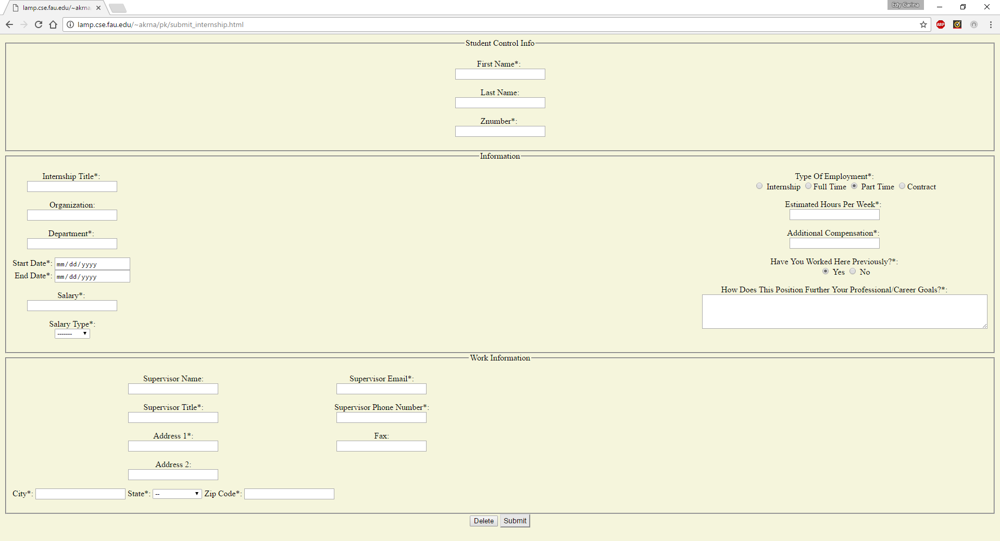 lamp.cse.fau.edu/~akrna
Edy Carina
lamp.cse.fau.edu/~akrna/pk/submit_internship.html
ABP
Student Control Info
First Name*:
Last Name:
Znumber*:
Information
Internship Title*:
Organization:
Department*:
Start Date*: mm/dd/yyyy
End Date*: mm/dd/yyyy
Salary*:
Salary Type*:
-------
Type Of Employment*:
Internship Full Time Part Time Contract
Estimated Hours Per Week*:
Additional Compensation*:
Have You Worked Here Previously?*:
Yes No
How Does This Position Further Your Professional/Career Goals?*:
Work Information
Supervisor Name:
Supervisor Title*:
Address 1*:
Address 2:
Supervisor Email*:
Supervisor Phone Number*:
Fax:
City*: State*: -- Zip Code*:
Delete Submit